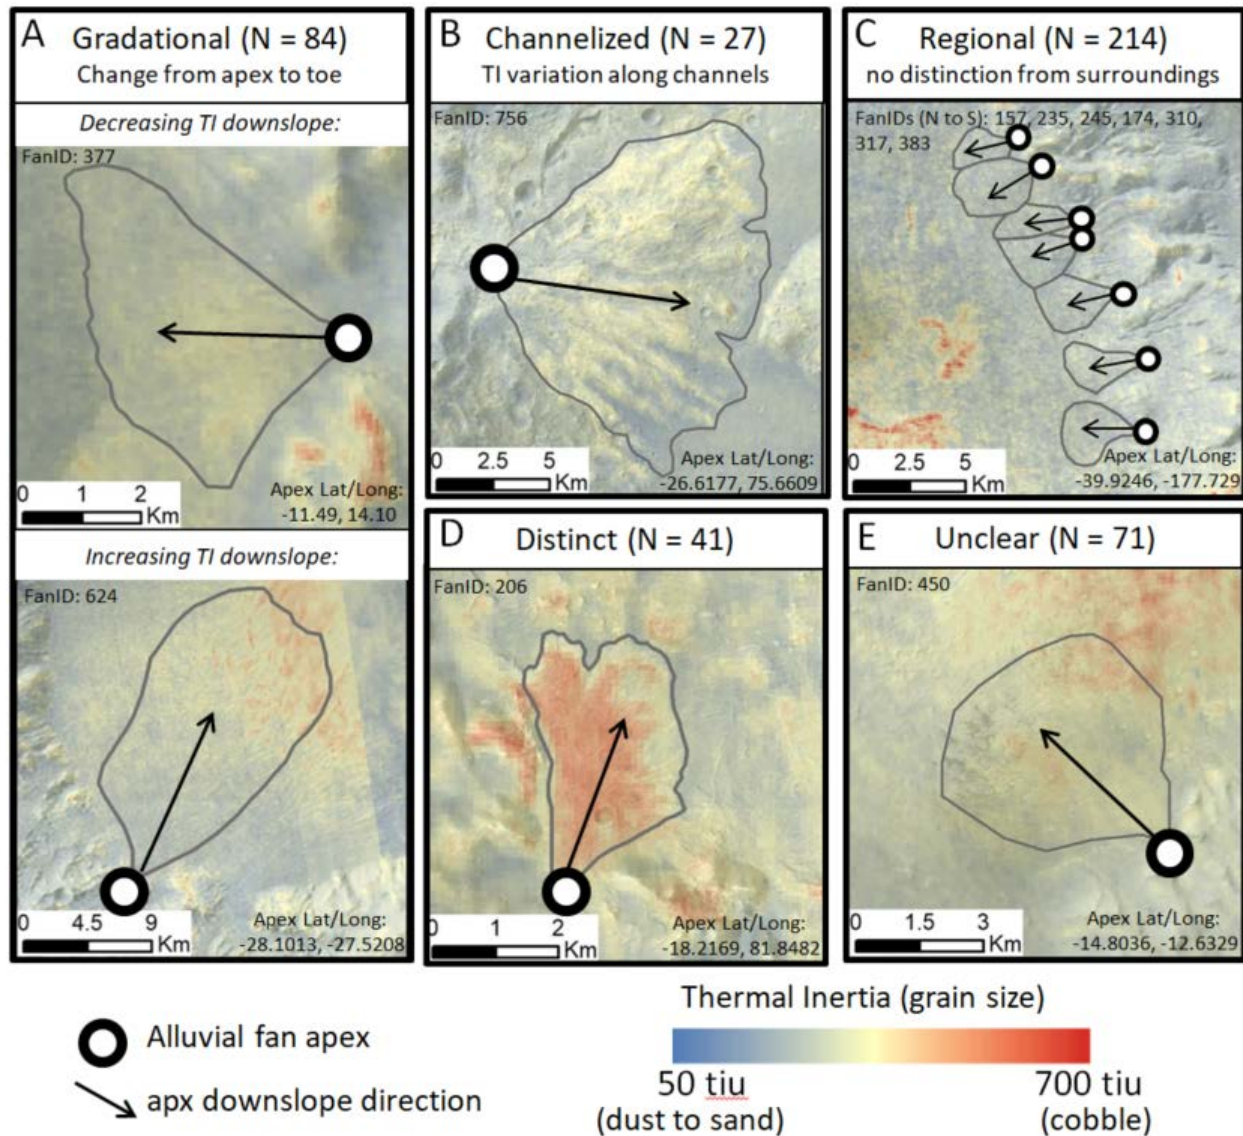 A Gradational (N = 84)
Change from apex to toe
Decreasing TI downslope:
FanID: 377
0 1 2
Km
Apex Lat/Long:
-11.49, 14.10
Increasing TI downslope:
FanID: 624
0 4.5 9
Km
Apex Lat/Long:
-28.1013, -27.5208
B Channelized (N = 27)
TI variation along channels
FanID: 756
0 2.5 5
Km
Apex Lat/Long:
-26.6177, 75.6609
C Regional (N = 214)
no distinction from surroundings
FanIDs (N to S): 157, 235, 245, 174, 310,
317, 383
0 2.5 5
Km
Apex Lat/Long:
-39.9246, -177.729
D Distinct (N = 41)
FanID: 206
0 1 2
Km
Apex Lat/Long:
-18.2169, 81.8482
E Unclear (N = 71)
FanID: 450
0 1.5 3
Km
Apex Lat/Long:
-14.8036, -12.6329
Alluvial fan apex
apx downslope direction
Thermal Inertia (grain size)
50 tiu 700 tiu
(dust to sand) (cobble)